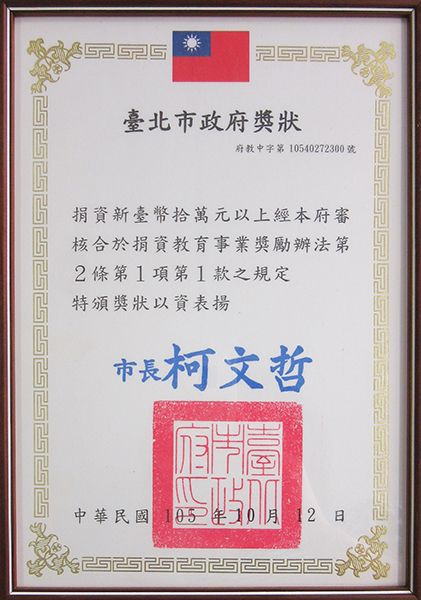 臺北市政府獎狀
府教中字第 10540272300 號
捐資新臺幣拾萬元以上經本府審
核合於捐資教育事業獎勵辦法第
2條第1項第1款之規定
特頒獎狀以資表揚
市長柯文哲
臺北市政府印
中華民國 105 年 10 月 12 日